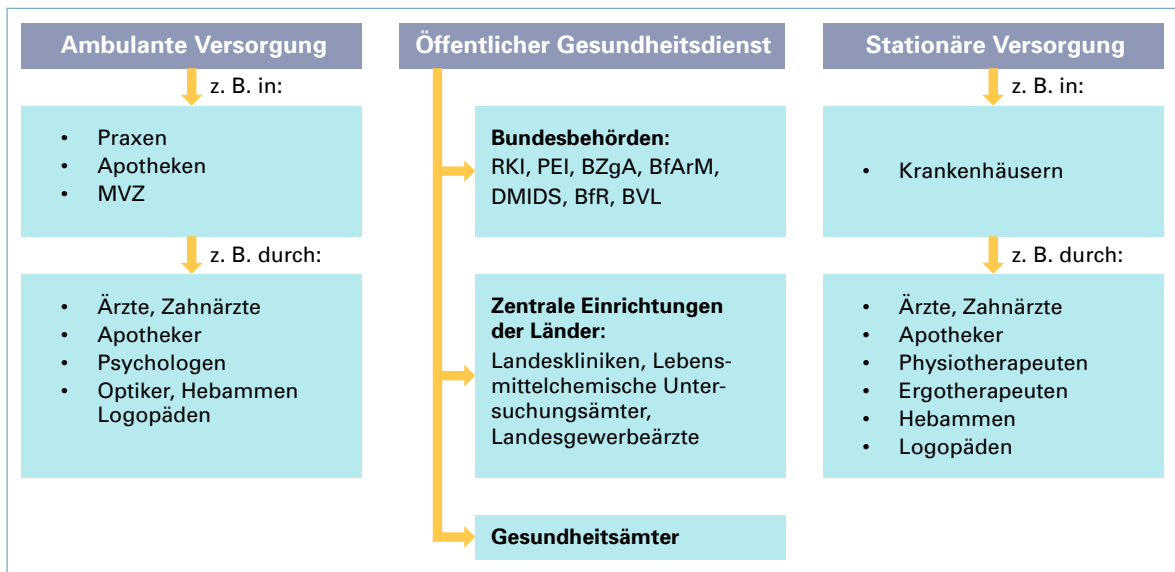 Ambulante Versorgung
z. B. in:
• Praxen
• Apotheken
• MVZ
z. B. durch:
• Ärzte, Zahnärzte
• Apotheker
• Psychologen
• Optiker, Hebammen
Logopäden
Öffentlicher Gesundheitsdienst
Bundesbehörden:
RKI, PEI, BZgA, BfArM,
DMIDS, BfR, BVL
Zentrale Einrichtungen
der Länder:
Landeskliniken, Lebens-
mittelchemische Unter-
suchungsämter,
Landesgewerbeärzte
Gesundheitsämter
Stationäre Versorgung
z. B. in:
• Krankenhäusern
z. B. durch:
• Ärzte, Zahnärzte
• Apotheker
• Physiotherapeuten
• Ergotherapeuten
• Hebammen
• Logopäden